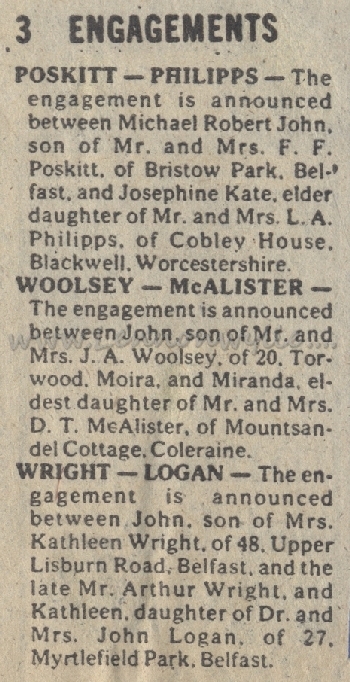 3 ENGAGEMENTS
POSKITT — PHILIPPS — The
engagement is announced
between Michael Robert John,
son of Mr. and Mrs. F. F.
Poskitt, of Bristow Park, Bel-
fast, and Josephine Kate, elder
daughter of Mr. and Mrs. L. A.
Philipps, of Cobley House,
Blackwell, Worcestershire.
WOOLSEY — McALISTER —
The engagement is announced
between John, son of Mr. and
Mrs. J. A. Woolsey, of 20, Tor-
wood, Moira, and Miranda, el-
dest daughter of Mr. and Mrs.
D. T. McAlister, of Mountsan-
del Cottage, Coleraine.
WRIGHT — LOGAN — The en-
gagement is announced
between John, son of Mrs.
Kathleen Wright, of 48, Upper
Lisburn Road, Belfast, and the
late Mr. Arthur Wright, and
Kathleen, daughter of Dr. and
Mrs. John Logan, of 27,
Myrtlefield Park, Belfast.